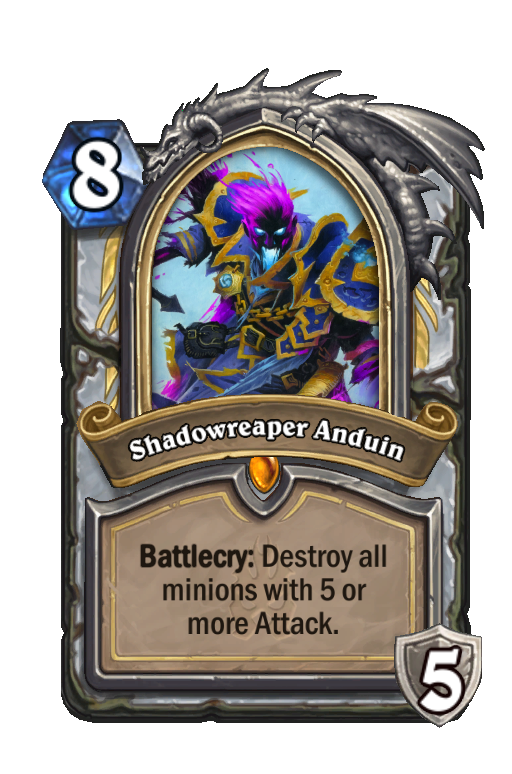 8
Shadowreaper Anduin
Battlecry: Destroy all
minions with 5 or
more Attack.
5